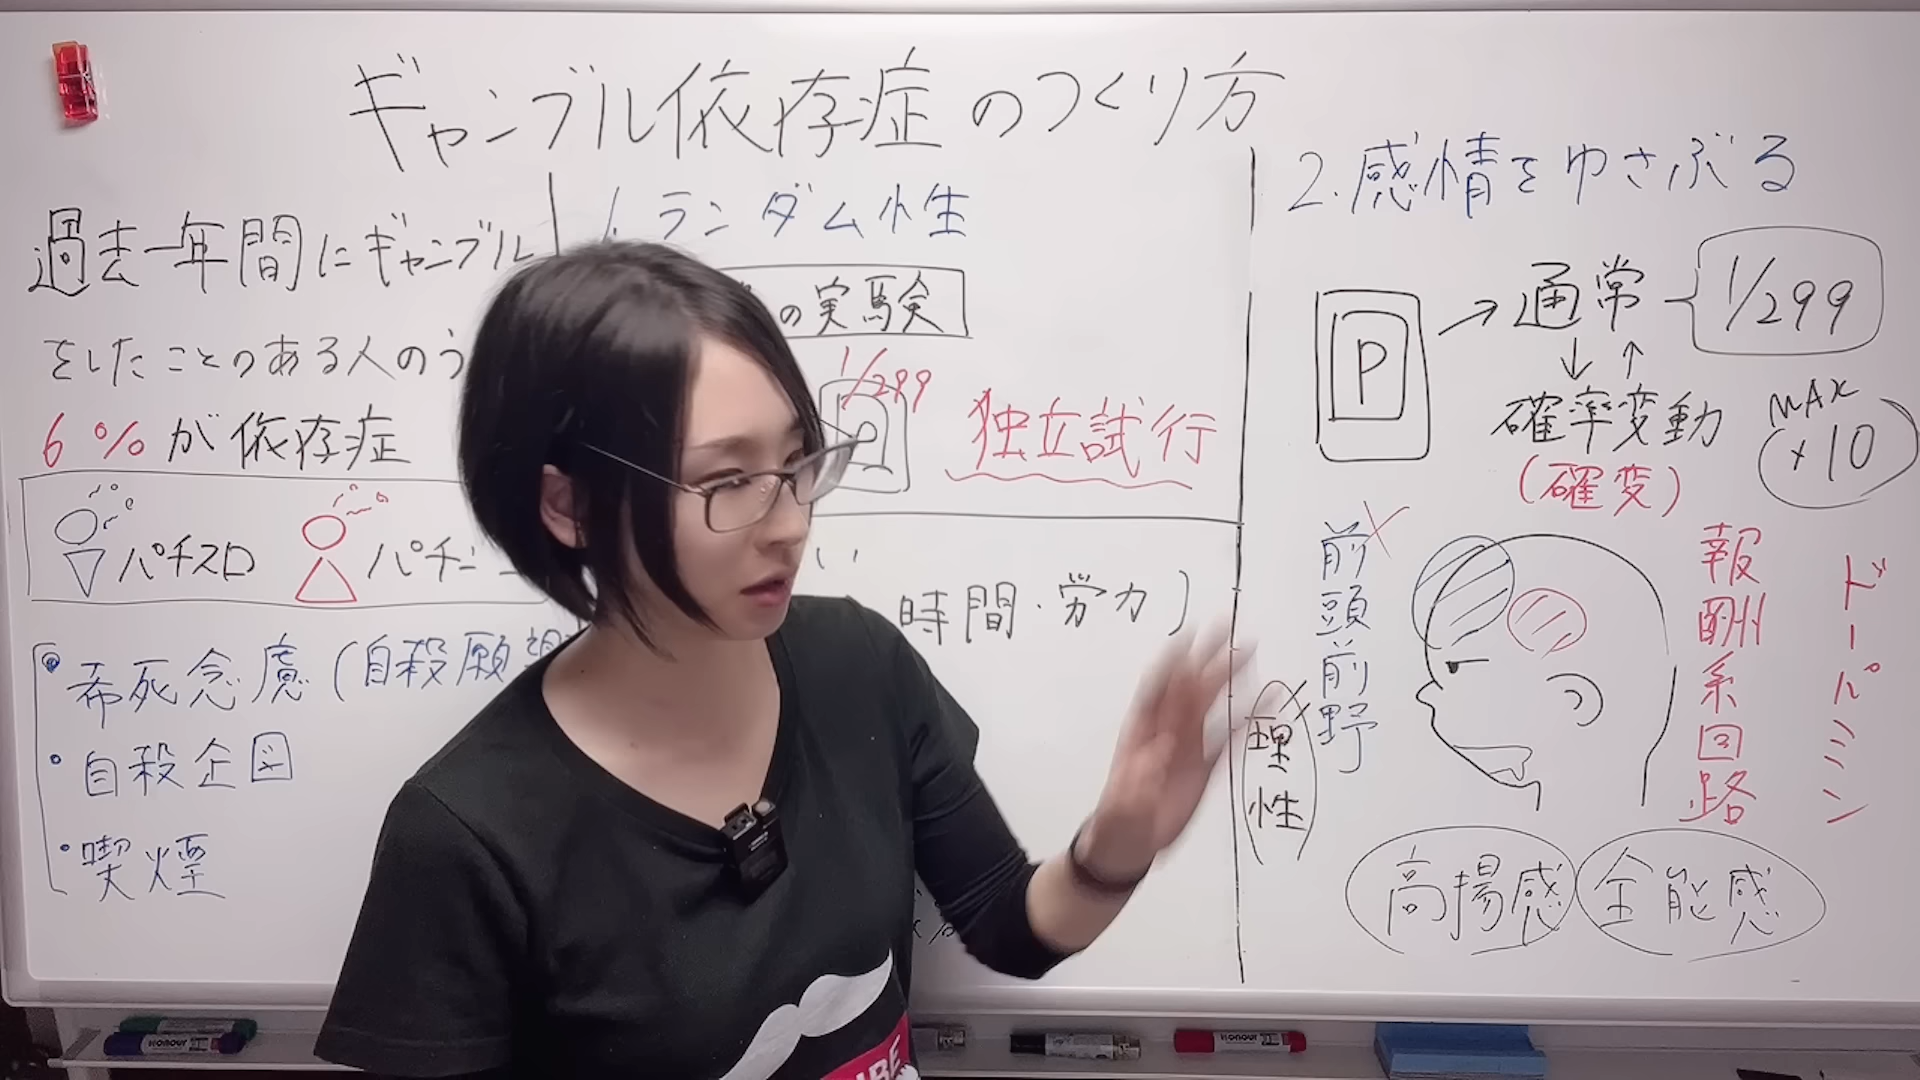 ギャンブル依存症のつくり方
過去一年間にギャンブル
をしたことのある人のう
6%が依存症
パチスロ
パチ
希死念慮(自殺願望
・自殺企図
・喫煙
1. ランダム性
の実験
1/299
独立試行
い
時間・労力)
2.感情をゆさぶる
P
通常
1/299
確率変動
(確変)
MAX
×10
前頭前野
理性
報酬系回路
ドーパミン
高揚感
全能感
HONOUR
HONOUR